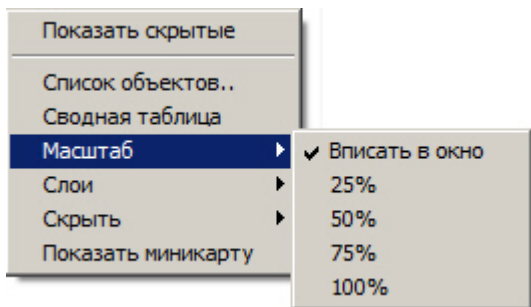 Показать скрытые
Список объектов..
Сводная таблица
Масштаб
Слои
Скрыть
Показать миникарту
Вписать в окно
25%
50%
75%
100%